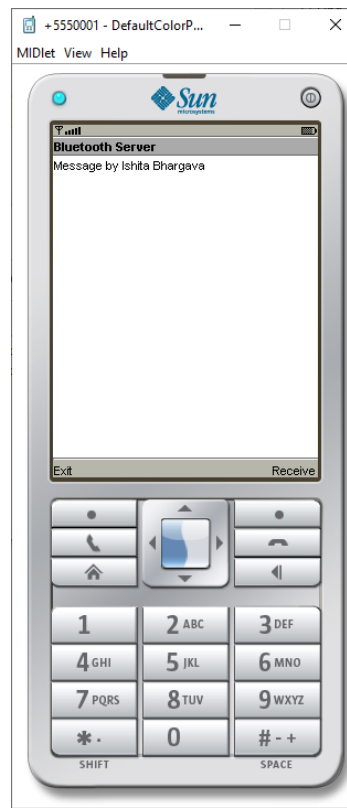 +5550001 - DefaultColorP...
MIDlet View Help
Sun
microsystems
Bluetooth Server
Message by Ishita Bhargava
Exit Receive
1 2 ABC 3 DEF
4 GHI 5 JKL 6 MNO
7 PQRS 8 TUV 9 WXYZ
* . 0 # - +
SHIFT SPACE